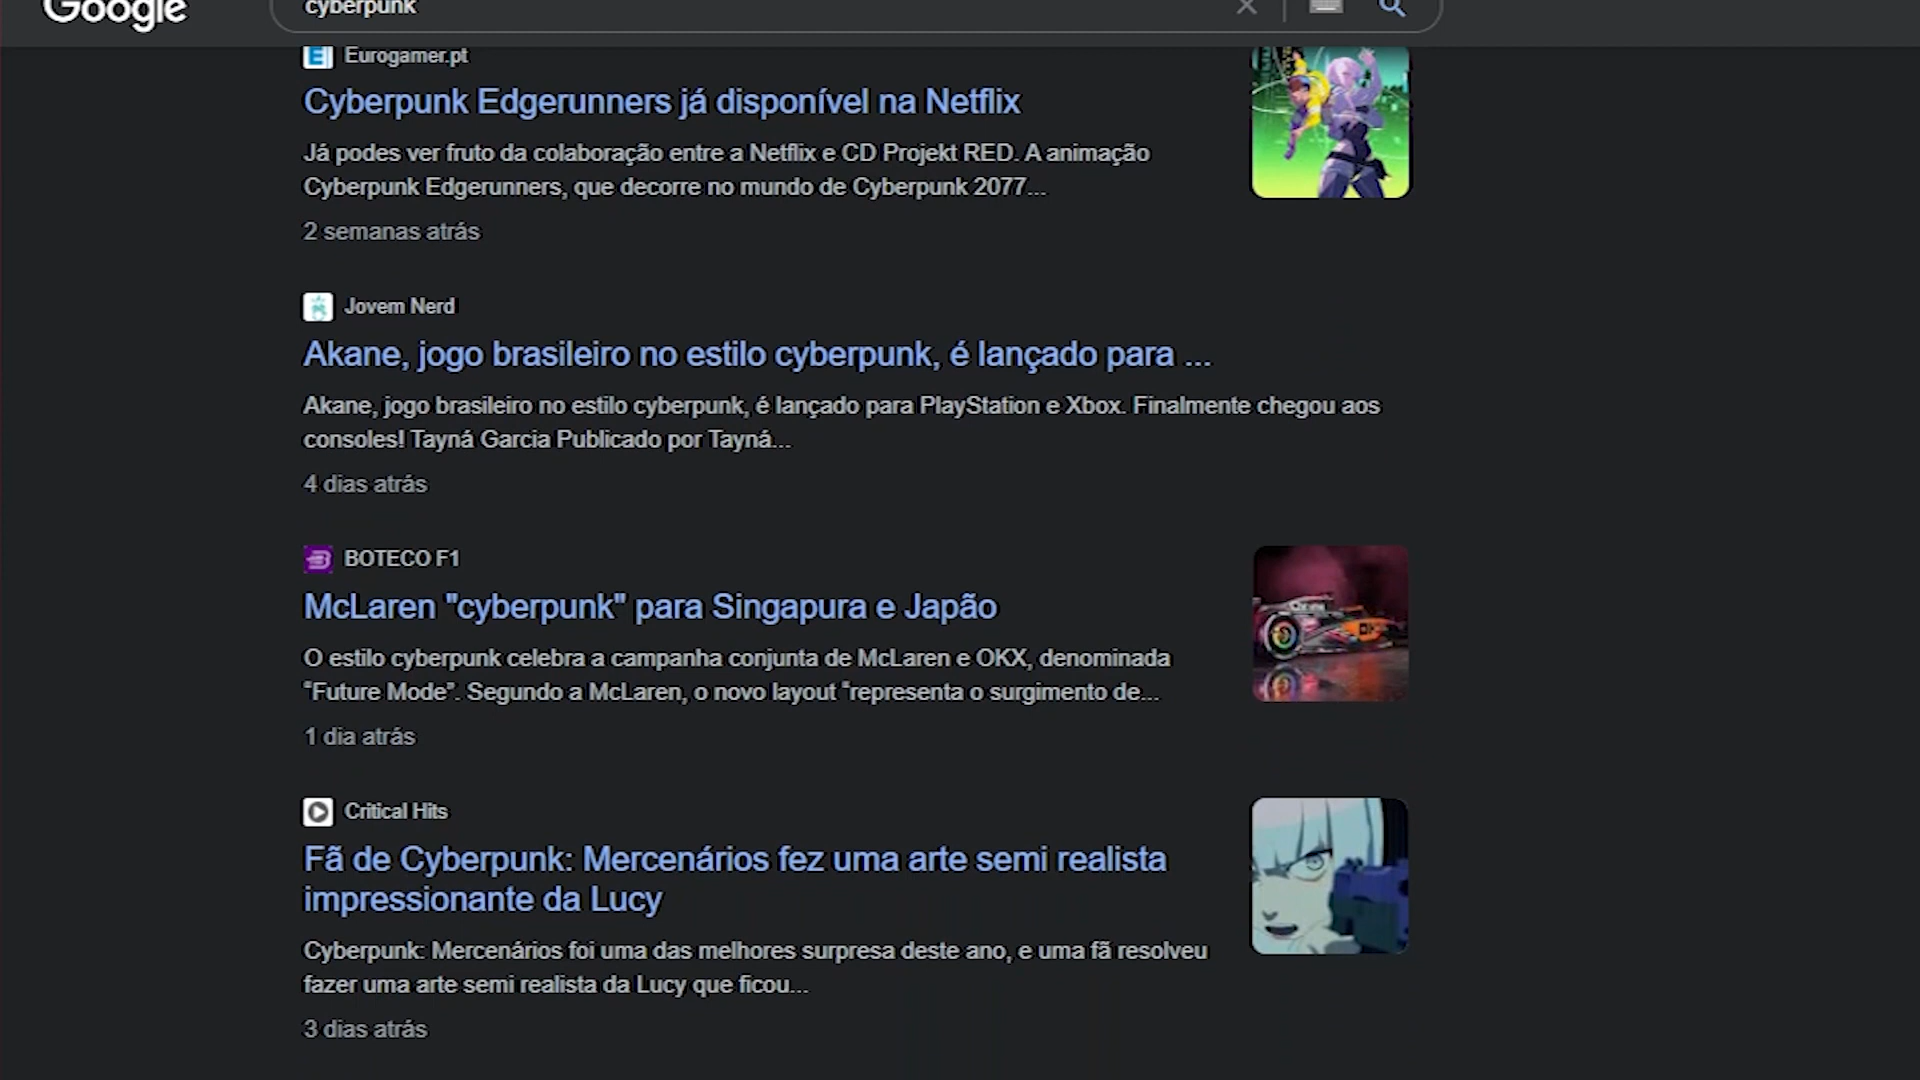 Google
cyberpunk
Eurogamer.pt
Cyberpunk Edgerunners já disponível na Netflix
Já podes ver fruto da colaboração entre a Netflix e CD Projekt RED. A animação
Cyberpunk Edgerunners, que decorre no mundo de Cyberpunk 2077...
2 semanas atrás
Jovem Nerd
Akane, jogo brasileiro no estilo cyberpunk, é lançado para ...
Akane, jogo brasileiro no estilo cyberpunk, é lançado para PlayStation e Xbox. Finalmente chegou aos
consoles! Tayná Garcia Publicado por Tayná...
4 dias atrás
BOTECO F1
McLaren "cyberpunk" para Singapura e Japão
O estilo cyberpunk celebra a campanha conjunta de McLaren e OKX, denominada
“Future Mode”. Segundo a McLaren, o novo layout “representa o surgimento de...
1 dia atrás
Critical Hits
Fã de Cyberpunk: Mercenários fez uma arte semi realista
impressionante da Lucy
Cyberpunk: Mercenários foi uma das melhores surpresa deste ano, e uma fã resolveu
fazer uma arte semi realista da Lucy que ficou...
3 dias atrás